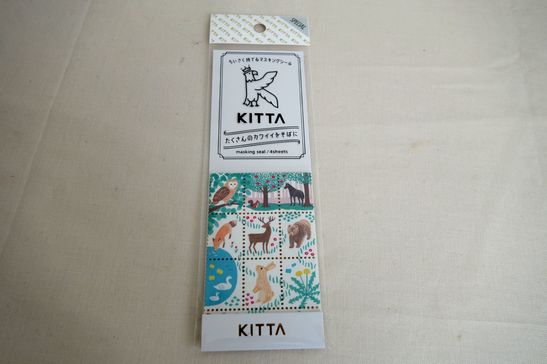 SPECIAL
ちいさく持てるマスキングシール
KITTA
たくさんのカワイイをそばに
masking seal / 4sheets
KITTA